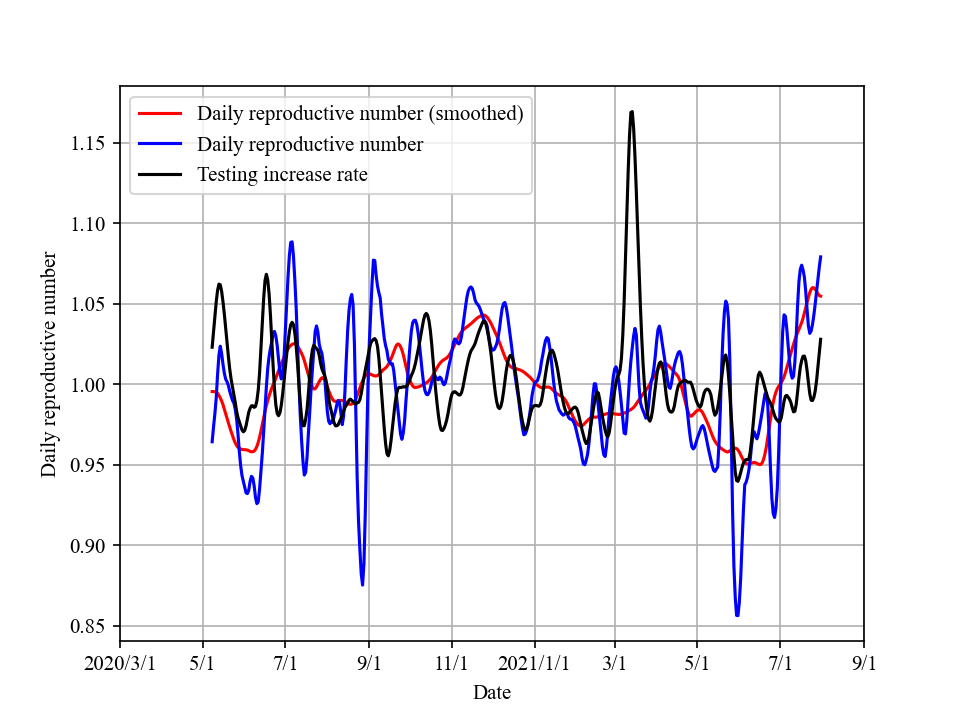 Daily reproductive number (smoothed)
Daily reproductive number
Testing increase rate
Daily reproductive number
1.15
1.10
1.05
1.00
0.95
0.90
0.85
2020/3/1 5/1 7/1 9/1 11/1 2021/1/1 3/1 5/1 7/1 9/1
Date